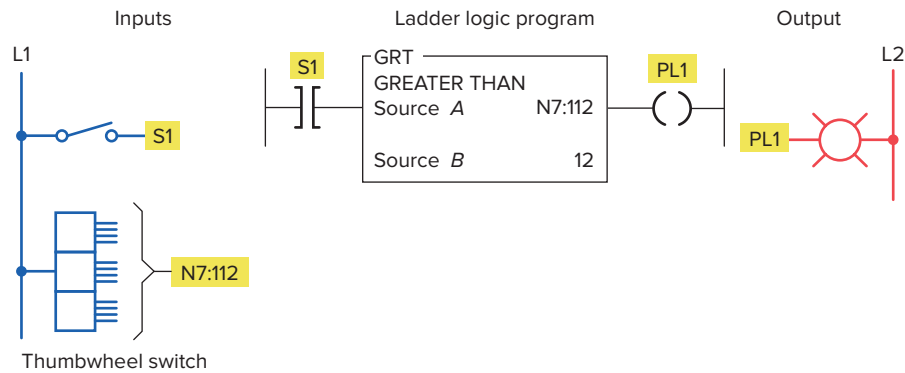 Inputs
Ladder logic program
Output
L1
L2
S1
S1
GRT
GREATER THAN
Source A N7:112
Source B 12
PL1
PL1
N7:112
Thumbwheel switch